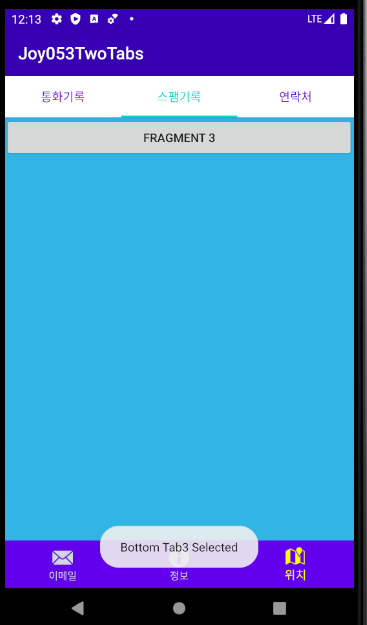 12:13 LTE
Joy053TwoTabs
통화기록 스팸기록 연락처
FRAGMENT 3
Bottom Tab3 Selected
이메일 정보 위치